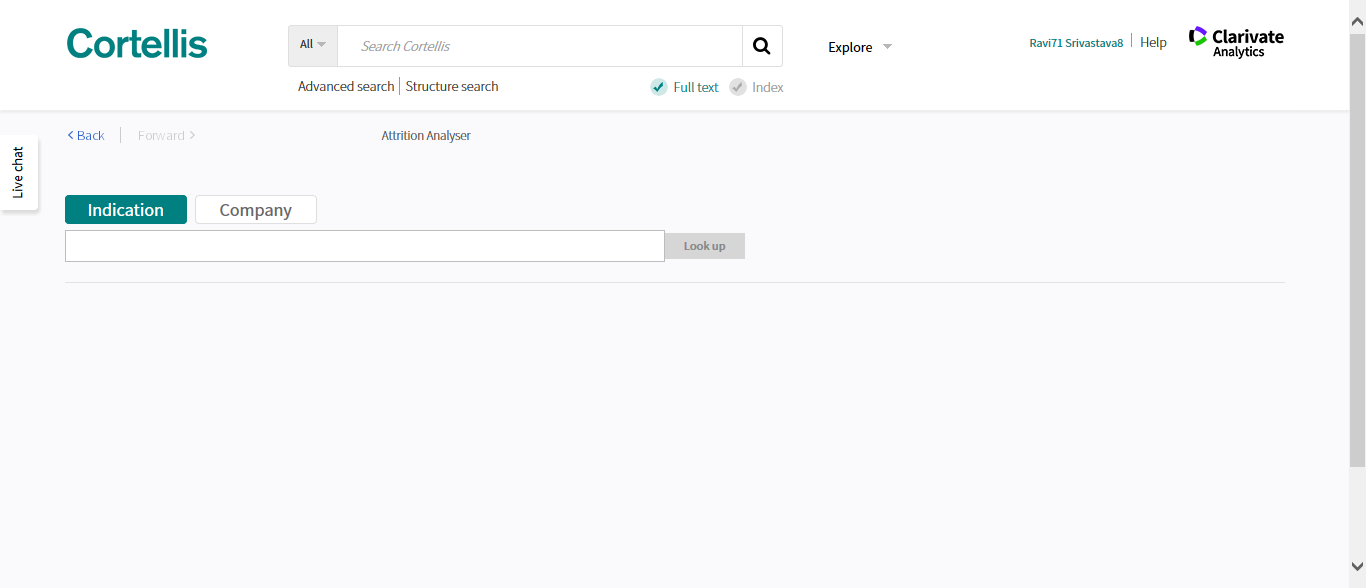 Cortellis
All
Search Cortellis
Explore
Ravi71 Srivastava8
Help
Clarivate
Analytics
Advanced search
Structure search
Full text
Index
Back
Forward
Attrition Analyser
Live chat
Indication
Company
Look up